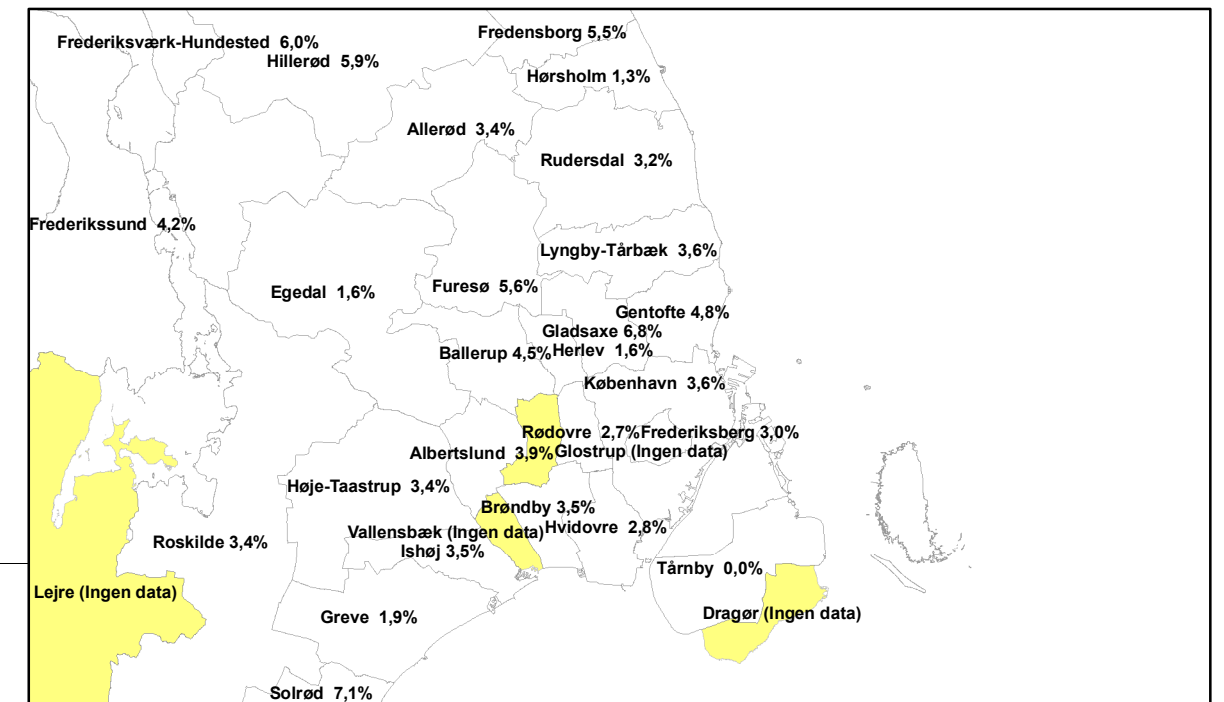 Fredensborg 5,5%
Frederiksværk-Hundested 6,0%
Hillerød 5,9%
Hørsholm 1,3%
Allerød 3,4%
Rudersdal 3,2%
Frederikssund 4,2%
Lyngby-Tårbæk 3,6%
Furesø 5,6%
Egedal 1,6%
Gentofte 4,8%
Gladsaxe 6,8%
Herlev 1,6%
Ballerup 4,5%
København 3,6%
Rødovre 2,7%
Frederiksberg 3,0%
Albertslund 3,9%
Glostrup (Ingen data)
Høje-Taastrup 3,4%
Brøndby 3,5%
Hvidovre 2,8%
Vallensbæk (Ingen data)
Roskilde 3,4%
Ishøj 3,5%
Tårnby 0,0%
Lejre (Ingen data)
Dragør (Ingen data)
Greve 1,9%
Solrød 7,1%